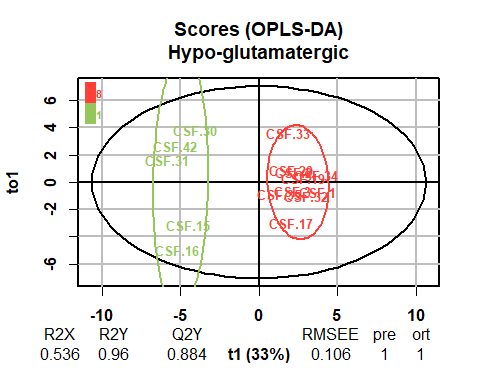 Scores (OPLS-DA)
Hypo-glutamatergic
8
1
6
4
2
0
-2
-6
to1
CSF.30
CSF.42
CSF.31
CSF.15
CSF.16
CSF.33
CSF.17
-10 -5 0 5 10
R2X R2Y Q2Y RMSEE pre ort
0.536 0.96 0.884 t1 (33%) 0.106 1 1